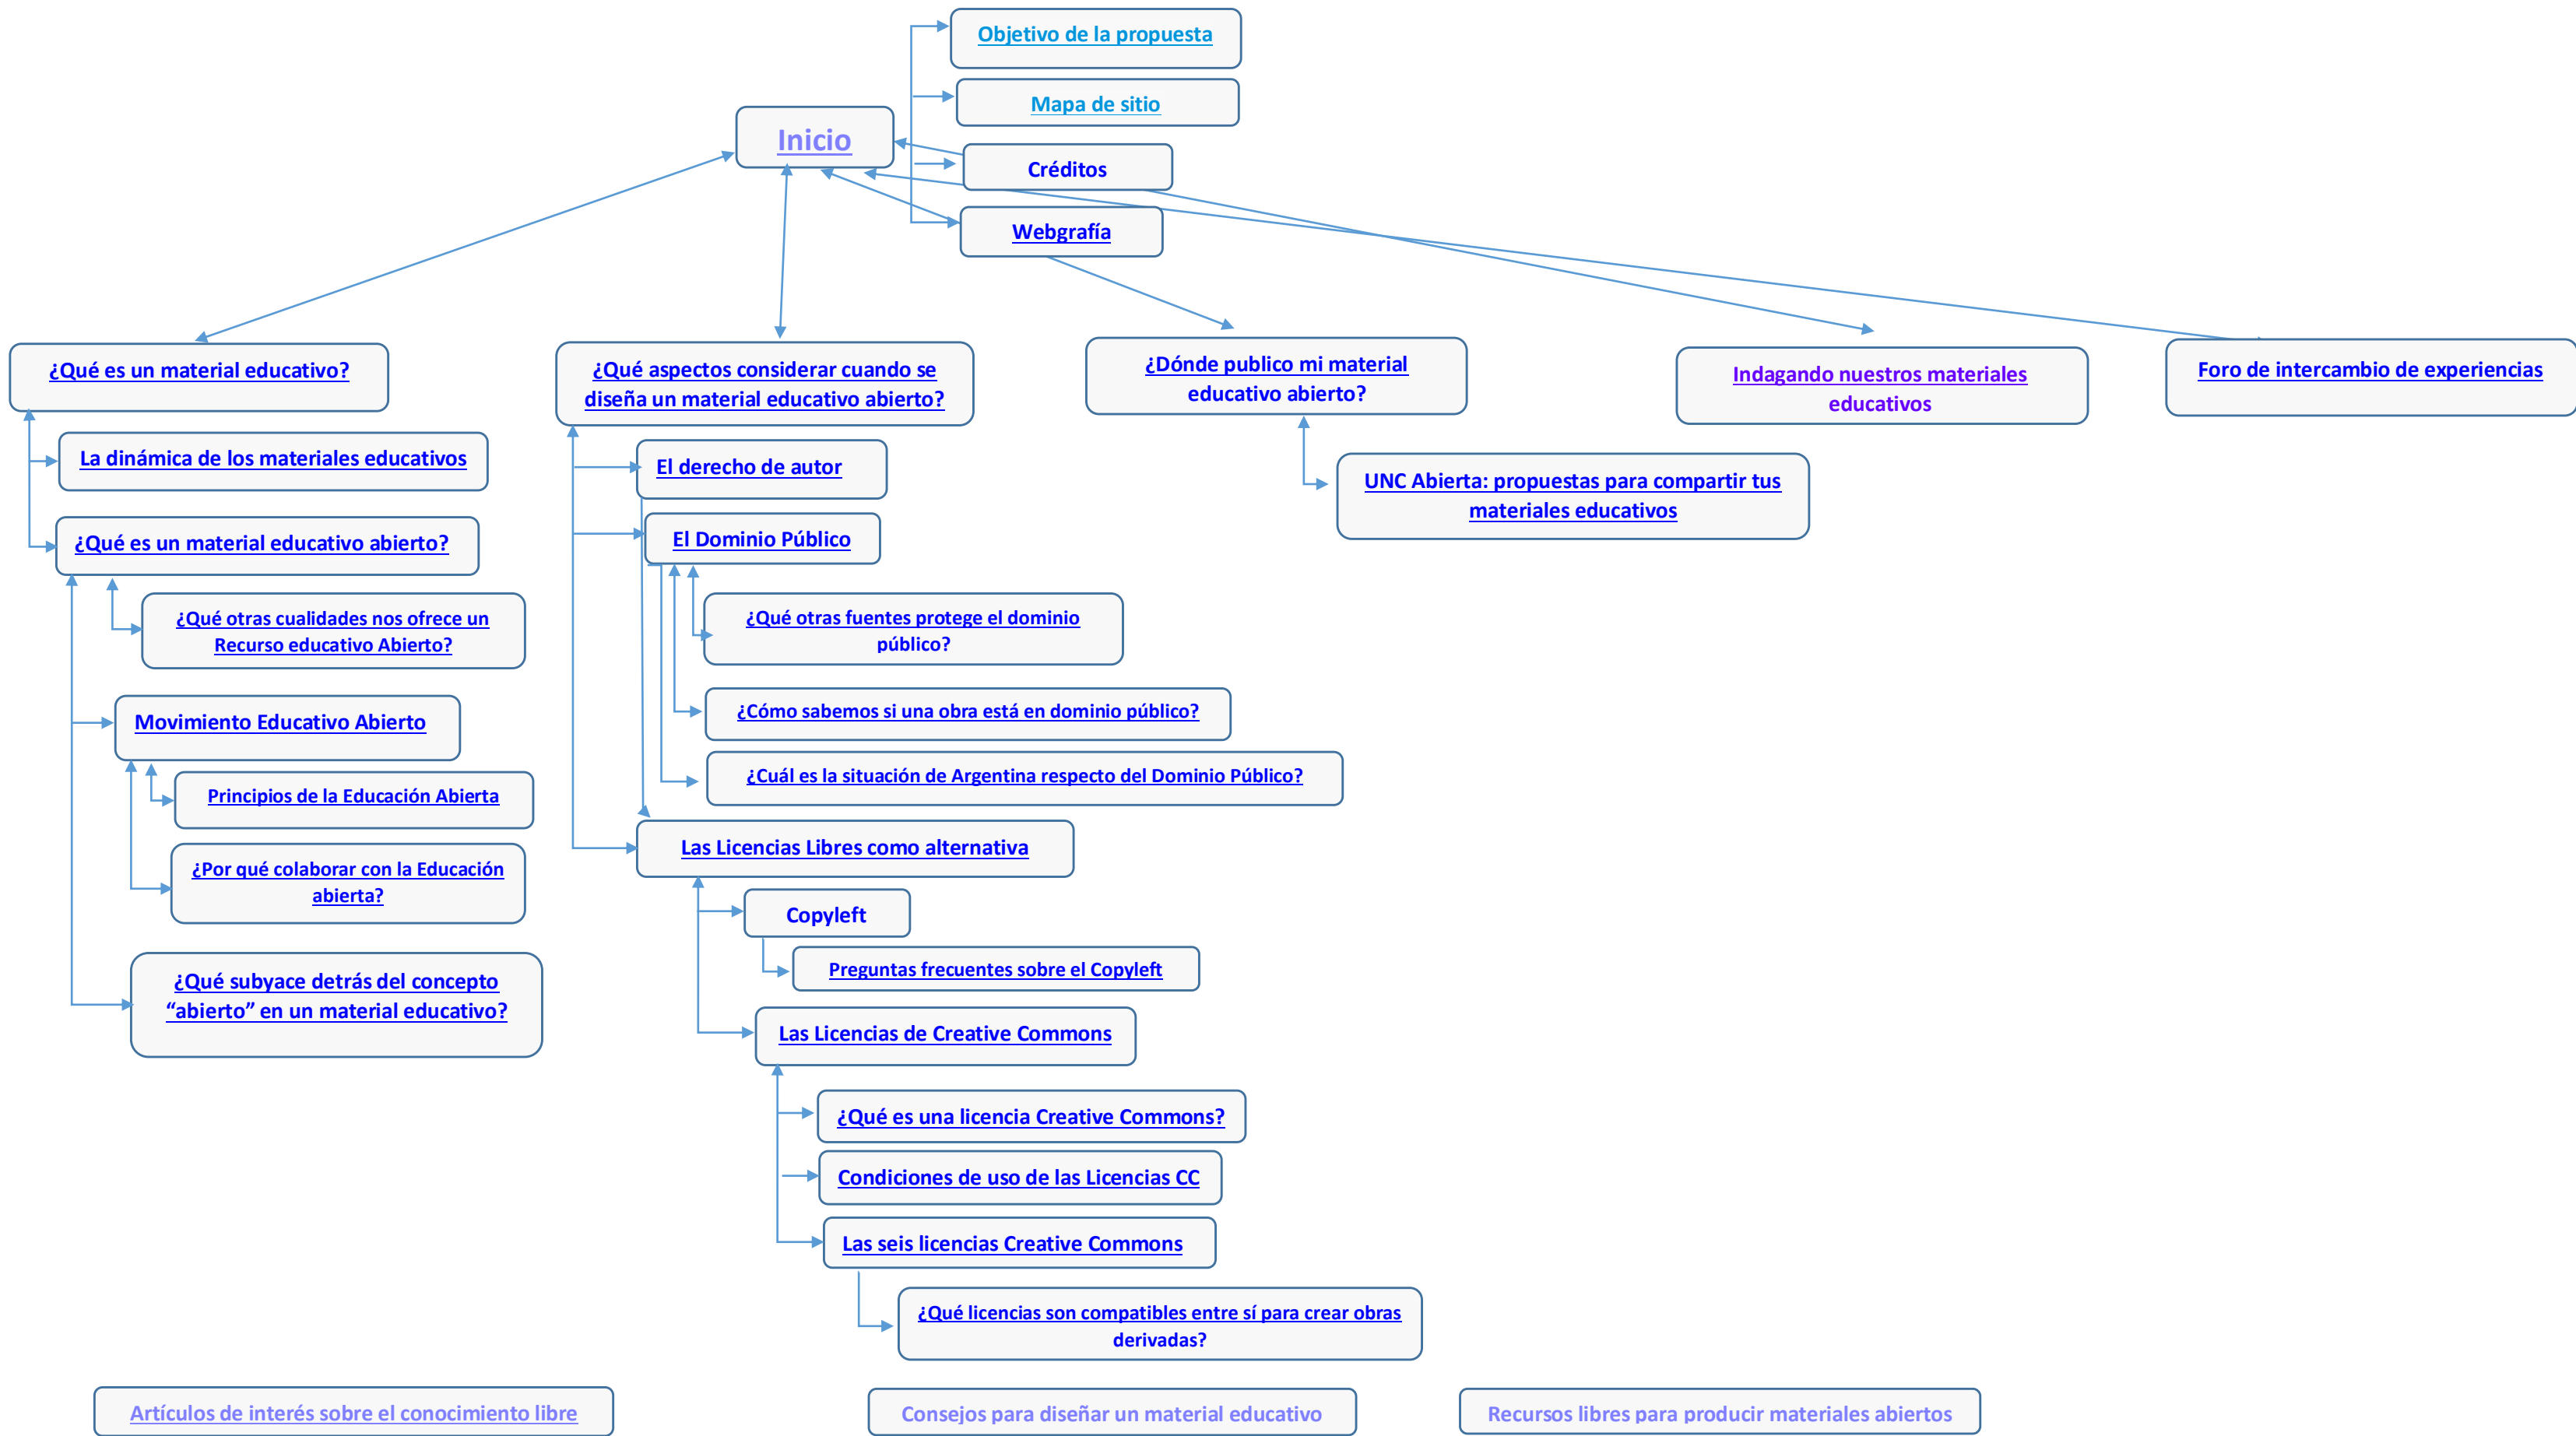 Objetivo de la propuesta
Mapa de sitio
Inicio
Créditos
Webgrafía
¿Qué es un material educativo?
La dinámica de los materiales educativos
¿Qué es un material educativo abierto?
¿Qué otras cualidades nos ofrece un
Recurso educativo Abierto?
Movimiento Educativo Abierto
Principios de la Educación Abierta
¿Por qué colaborar con la Educación
abierta?
¿Qué subyace detrás del concepto
“abierto” en un material educativo?
¿Qué aspectos considerar cuando se
diseña un material educativo abierto?
El derecho de autor
El Dominio Público
¿Qué otras fuentes protege el dominio
público?
¿Cómo sabemos si una obra está en dominio público?
¿Cuál es la situación de Argentina respecto del Dominio Público?
Las Licencias Libres como alternativa
Copyleft
Preguntas frecuentes sobre el Copyleft
Las Licencias de Creative Commons
¿Qué es una licencia Creative Commons?
Condiciones de uso de las Licencias CC
Las seis licencias Creative Commons
¿Qué licencias son compatibles entre sí para crear obras
derivadas?
¿Dónde publico mi material
educativo abierto?
UNC Abierta: propuestas para compartir tus
materiales educativos
Indagando nuestros materiales
educativos
Foro de intercambio de experiencias
Artículos de interés sobre el conocimiento libre
Consejos para diseñar un material educativo
Recursos libres para producir materiales abiertos